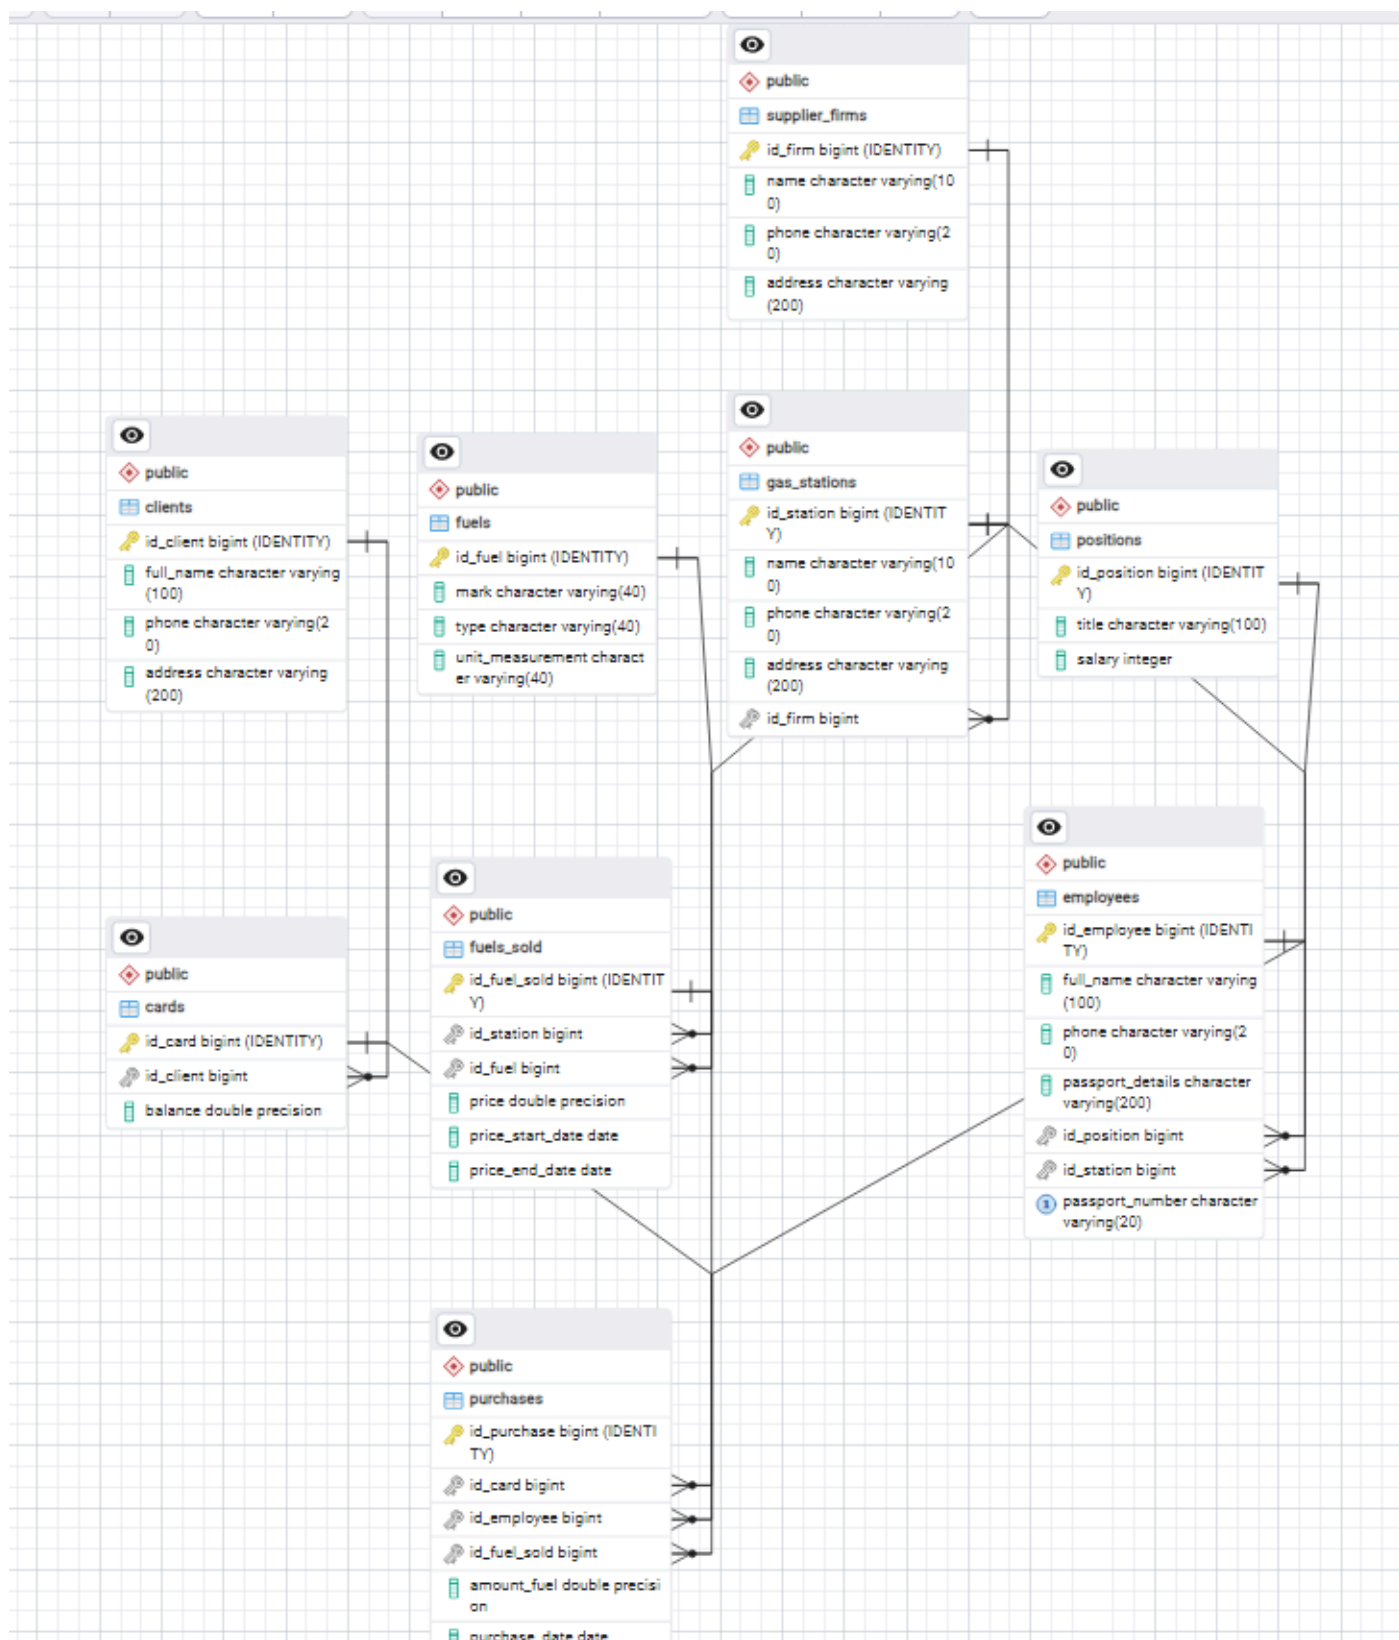 public
supplier_firms
id_firm bigint (IDENTITY)
name character varying(10
0)
phone character varying(2
0)
address character varying
(200)
public
clients
id_client bigint (IDENTITY)
full_name character varying
(100)
phone character varying(2
0)
address character varying
(200)
public
fuels
id_fuel bigint (IDENTITY)
mark character varying(40)
type character varying(40)
unit_measurement charact
er varying(40)
public
gas_stations
id_station bigint (IDENTIT
Y)
name character varying(10
0)
phone character varying(2
0)
address character varying
(200)
id_firm bigint
public
positions
id_position bigint (IDENTIT
Y)
title character varying(100)
salary integer
public
cards
id_card bigint (IDENTITY)
id_client bigint
balance double precision
public
fuels_sold
id_fuel_sold bigint (IDENTIT
Y)
id_station bigint
id_fuel bigint
price double precision
price_start_date date
price_end_date date
public
employees
id_employee bigint (IDENTI
TY)
full_name character varying
(100)
phone character varying(2
0)
passport_details character
varying(200)
id_position bigint
id_station bigint
1 passport_number character
varying(20)
public
purchases
id_purchase bigint (IDENTI
TY)
id_card bigint
id_employee bigint
id_fuel_sold bigint
amount_fuel double precisi
on
purchase_date date